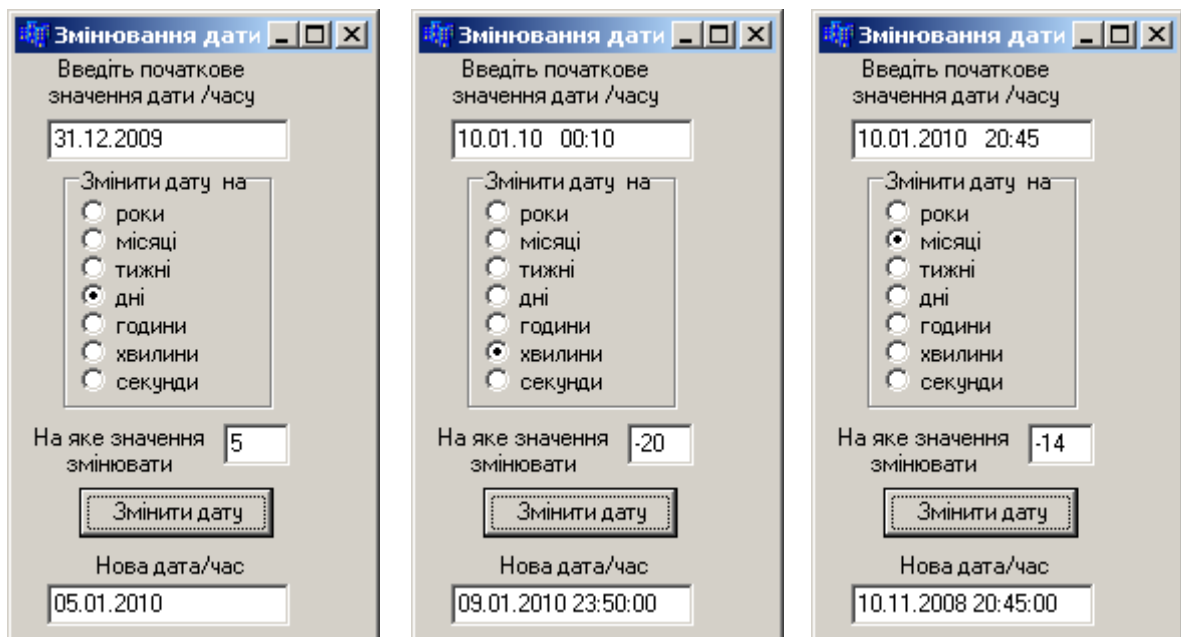 Змінювання дати
Введіть початкове
значення дати /часу
31.12.2009
Змінити дату на
роки
місяці
тижні
дні
години
хвилини
секунди
На яке значення
змінювати
5
Змінити дату
Нова дата/час
05.01.2010
Змінювання дати
Введіть початкове
значення дати /часу
10.01.10 00:10
Змінити дату на
роки
місяці
тижні
дні
години
хвилини
секунди
На яке значення
змінювати
-20
Змінити дату
Нова дата/час
09.01.2010 23:50:00
Змінювання дати
Введіть початкове
значення дати /часу
10.01.2010 20:45
Змінити дату на
роки
місяці
тижні
дні
години
хвилини
секунди
На яке значення
змінювати
-14
Змінити дату
Нова дата/час
10.11.2008 20:45:00